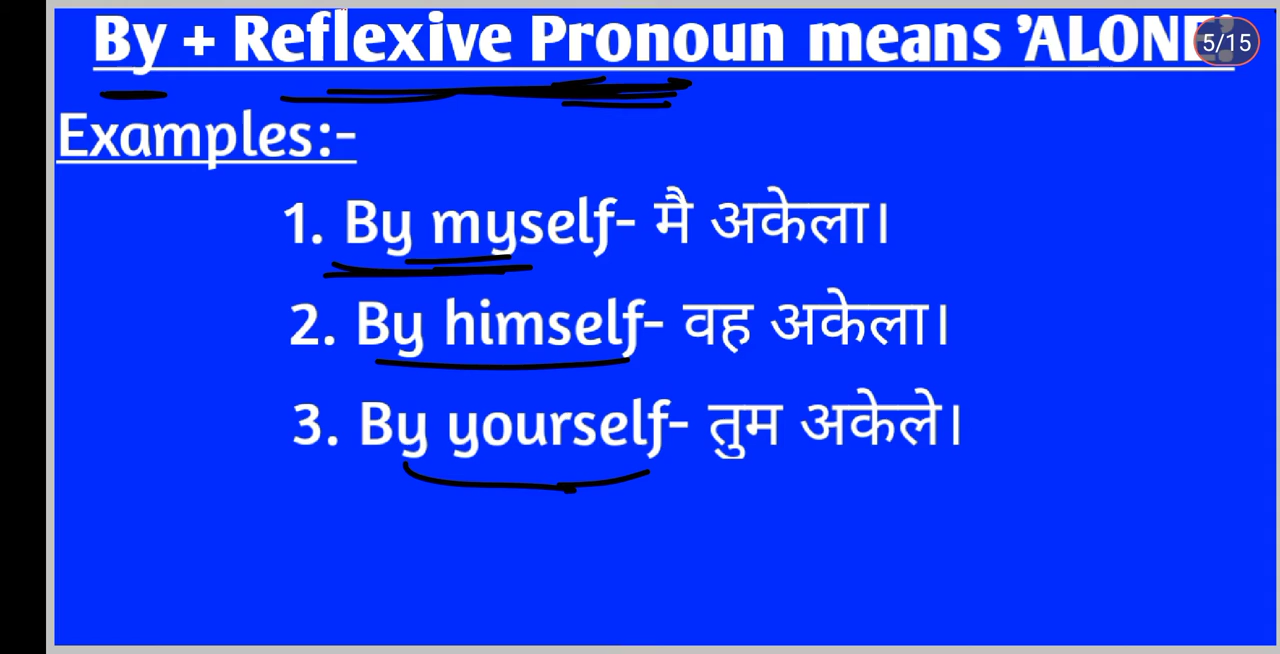 By + Reflexive Pronoun means 'ALONE'
5/15
Examples:-
1. By myself- मै अकेला।
2. By himself- वह अकेला।
3. By yourself- तुम अकेले।